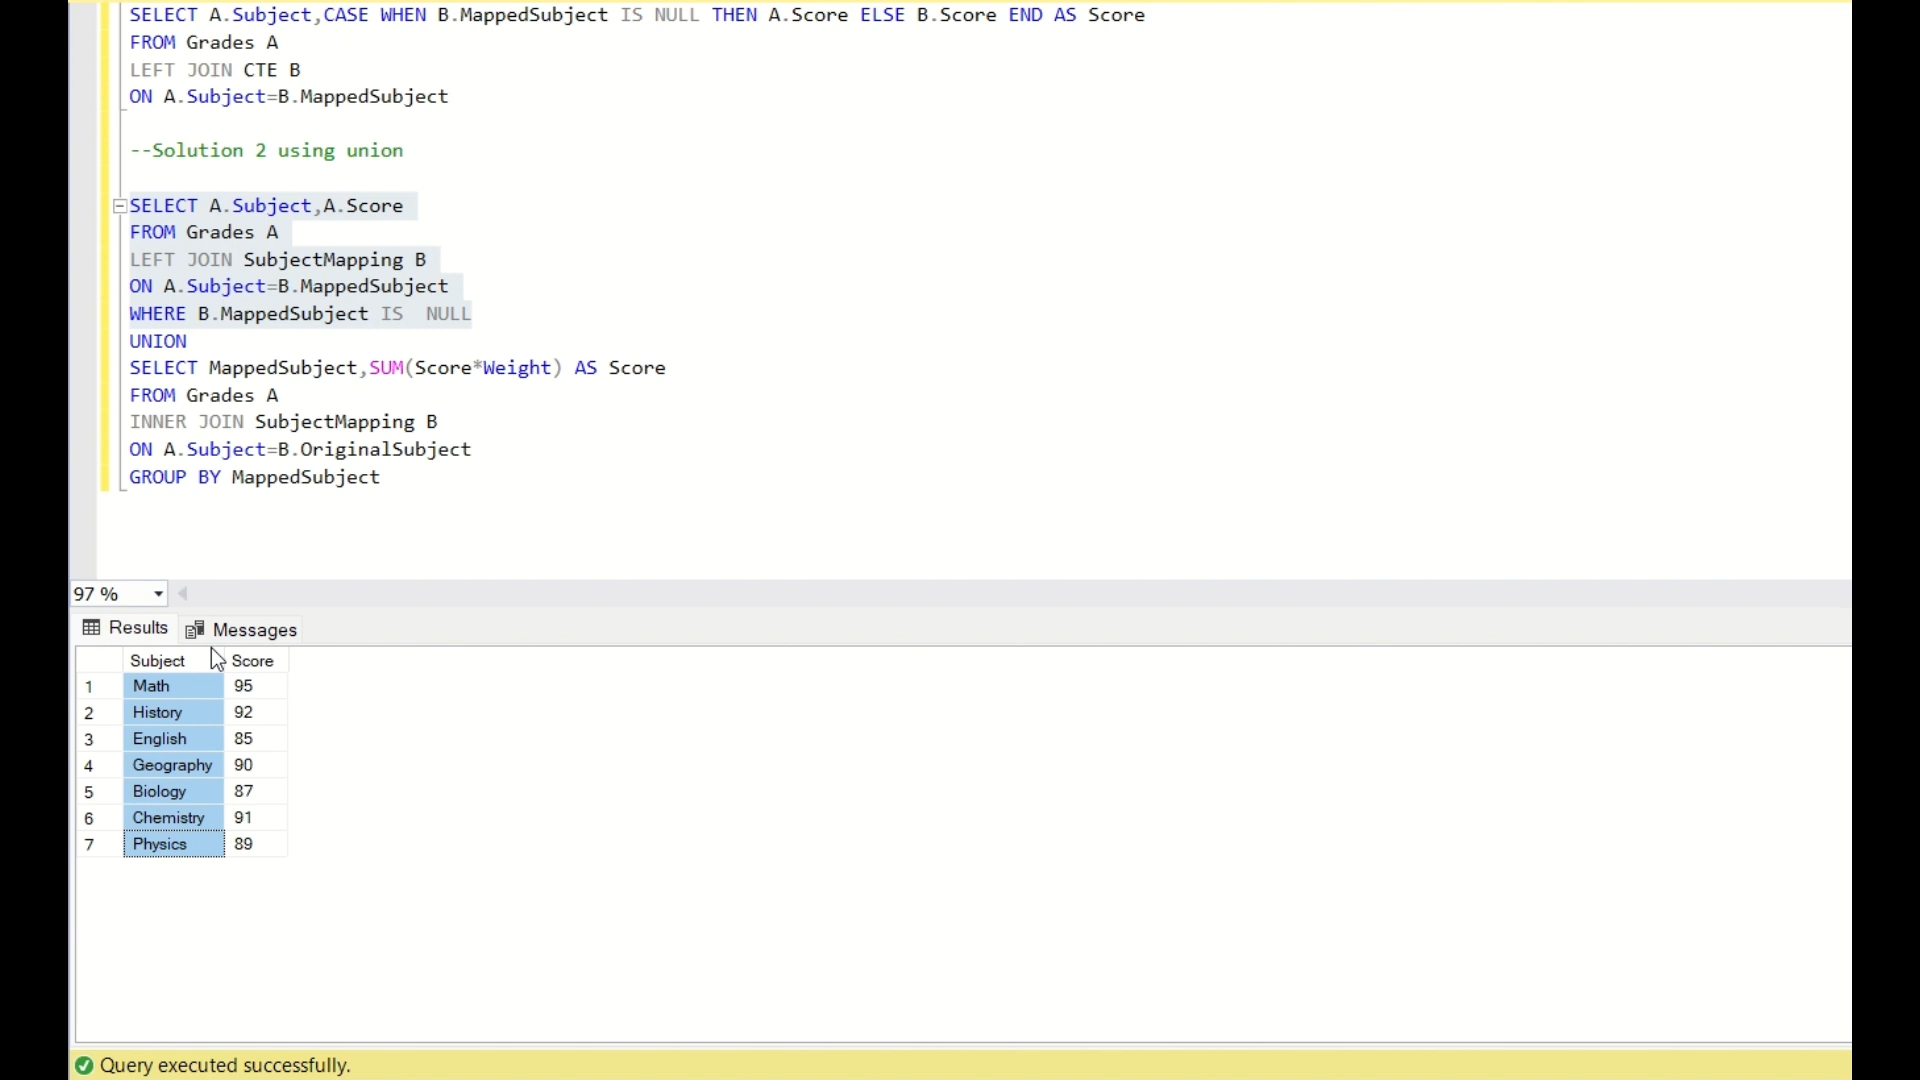 SELECT A.Subject,CASE WHEN B.MappedSubject IS NULL THEN A.Score ELSE B.Score END AS Score
FROM Grades A
LEFT JOIN CTE B
ON A.Subject=B.MappedSubject
--Solution 2 using union
SELECT A.Subject,A.Score
FROM Grades A
LEFT JOIN SubjectMapping B
ON A.Subject=B.MappedSubject
WHERE B.MappedSubject IS  NULL
UNION
SELECT MappedSubject,SUM(Score*Weight) AS Score
FROM Grades A
INNER JOIN SubjectMapping B
ON A.Subject=B.OriginalSubject
GROUP BY MappedSubject
97 %
Results Messages
Subject Score
1 Math 95
2 History 92
3 English 85
4 Geography 90
5 Biology 87
6 Chemistry 91
7 Physics 89
Query executed successfully.